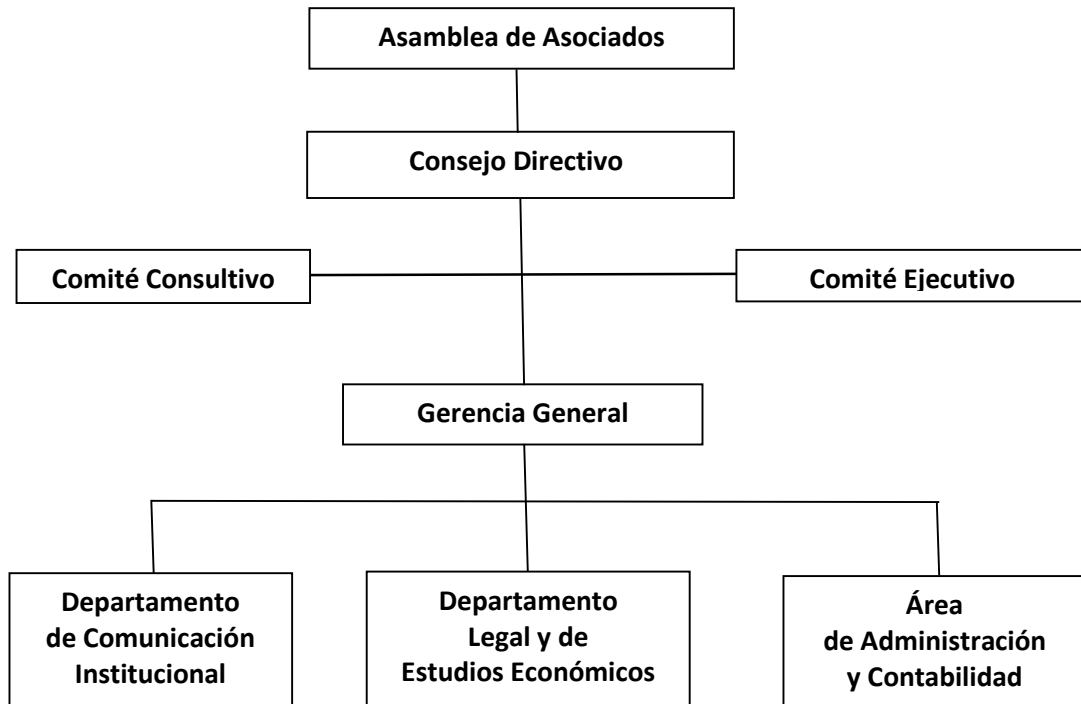 Asamblea de Asociados
Consejo Directivo
Comité Consultivo
Comité Ejecutivo
Gerencia General
Departamento
de Comunicación
Institucional
Departamento
Legal y de
Estudios Económicos
Área
de Administración
y Contabilidad